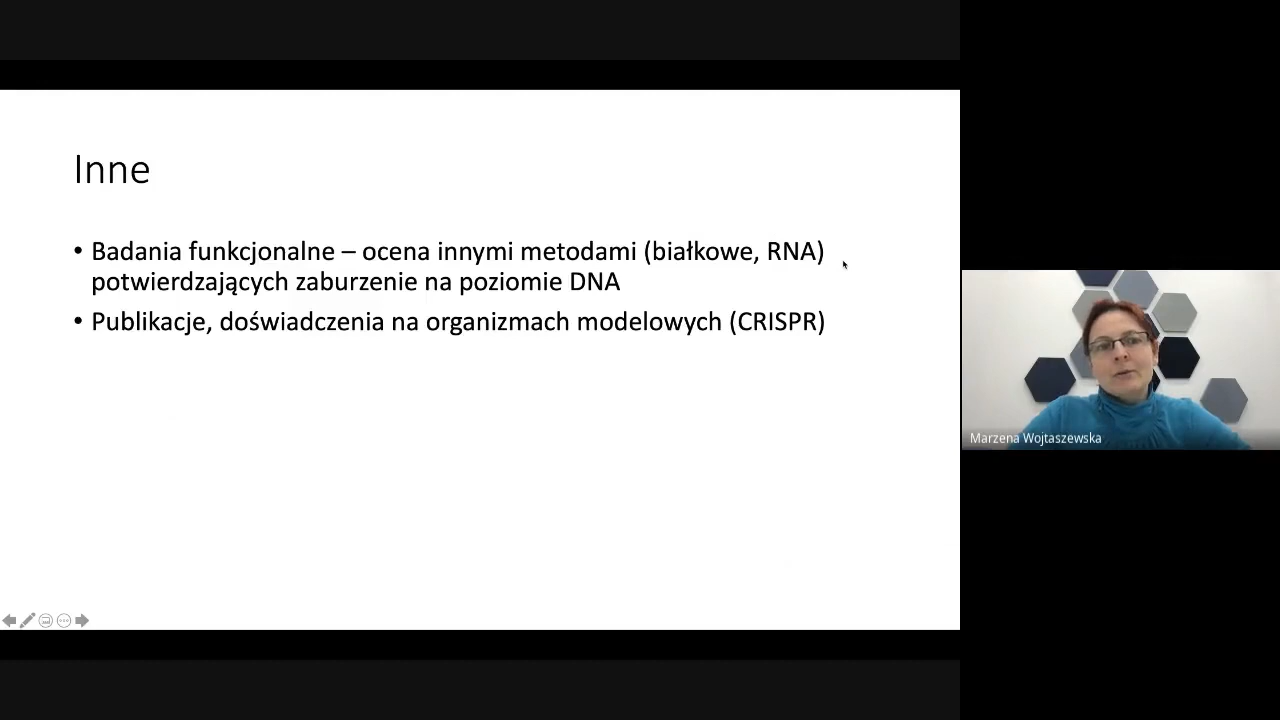 Inne
• Badania funkcjonalne – ocena innymi metodami (białkowe, RNA)
potwierdzających zaburzenie na poziomie DNA
• Publikacje, doświadczenia na organizmach modelowych (CRISPR)
Marzena Wojtaszewska